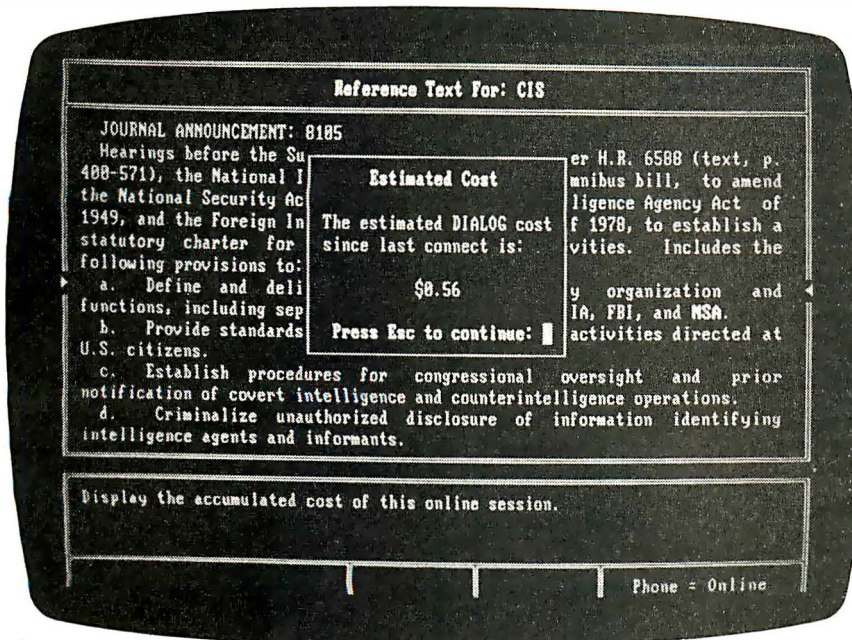 Reference Text For: CIS
JOURNAL ANNOUNCEMENT: 8105
Hearings before the Su
er H.R. 6588 (text, p.
400-571), the National I
mnibus bill, to amend
the National Security Ac
ligence Agency Act of
1949, and the Foreign In
f 1978, to establish a
statutory charter for
vities. Includes the
following provisions to:
a. Define and deli
y organization and
functions, including sep
IA, FBI, and NSA.
b. Provide standards
activities directed at
U.S. citizens.
c. Establish procedures for congressional oversight and prior
notification of covert intelligence and counterintelligence operations.
d. Criminalize unauthorized disclosure of information identifying
intelligence agents and informants.
Estimated Cost
The estimated DIALOG cost
since last connect is:
$0.56
Press Esc to continue:
Display the accumulated cost of this online session.
Phone = Online